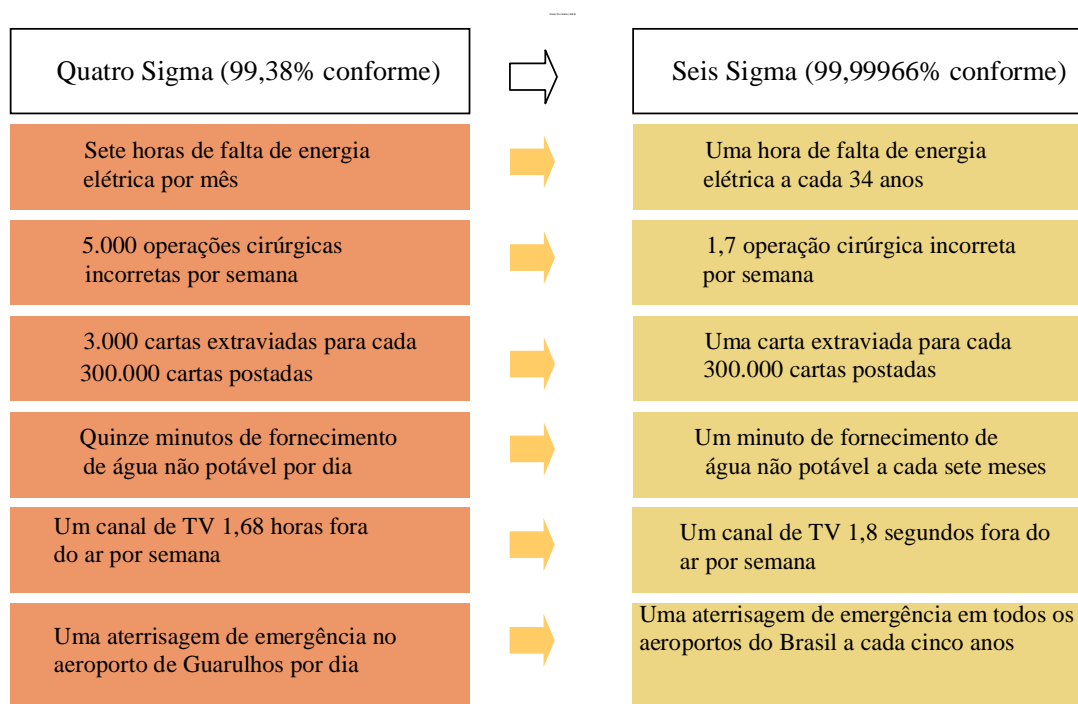 Quatro Sigma (99,38% conforme)
Seis Sigma (99,99966% conforme)
Sete horas de falta de energia
elétrica por mês
Uma hora de falta de energia
elétrica a cada 34 anos
5.000 operações cirúrgicas
incorretas por semana
1,7 operação cirúrgica incorreta
por semana
3.000 cartas extraviadas para cada
300.000 cartas postadas
Uma carta extraviada para cada
300.000 cartas postadas
Quinze minutos de fornecimento
de água não potável por dia
Um minuto de fornecimento de
água não potável a cada sete meses
Um canal de TV 1,68 horas fora
do ar por semana
Um canal de TV 1,8 segundos fora do
ar por semana
Uma aterrisagem de emergência no
aeroporto de Guarulhos por dia
Uma aterrisagem de emergência em todos os
aeroportos do Brasil a cada cinco anos